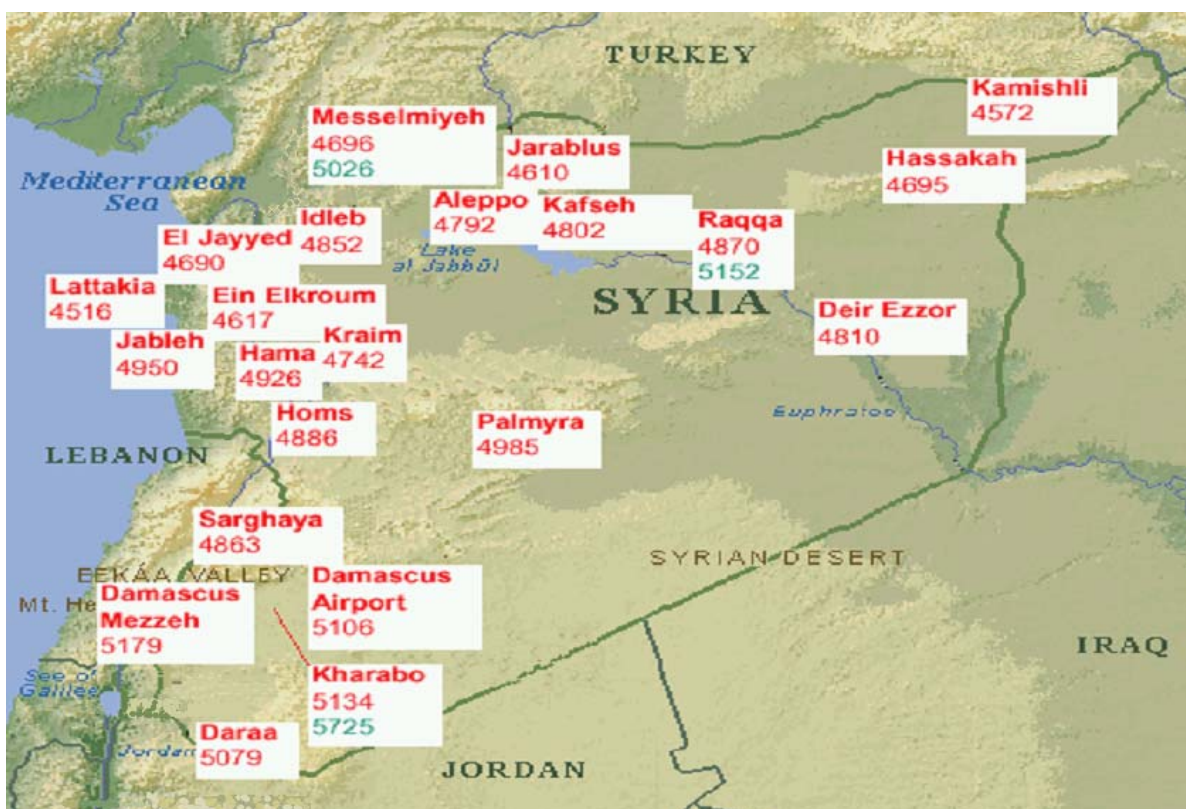 TURKEY
Kamishli
4572
Messelmiyeh
4696
5026
Jarablus
4610
Hassakah
4695
Mediterranean
Sea
Aleppo
4792
Kafseh
4802
Idleb
4852
Raqqa
4870
5152
El Jayyed
4690
Lake
al Jabbūl
Lattakia
4516
Ein Elkroum
4617
SYRIA
Deir Ezzor
4810
Jableh
4950
Hama
4926
Kraim
4742
Homs
4886
Palmyra
4985
Euphrates
LEBANON
Sarghaya
4863
SYRIAN DESERT
VALLEY
Damascus
Mezzeh
5179
Mt. He
Damascus
Airport
5106
IRAQ
Sea of
Galilee
Kharabo
5134
5725
Daraa
5079
Jordan
JORDAN